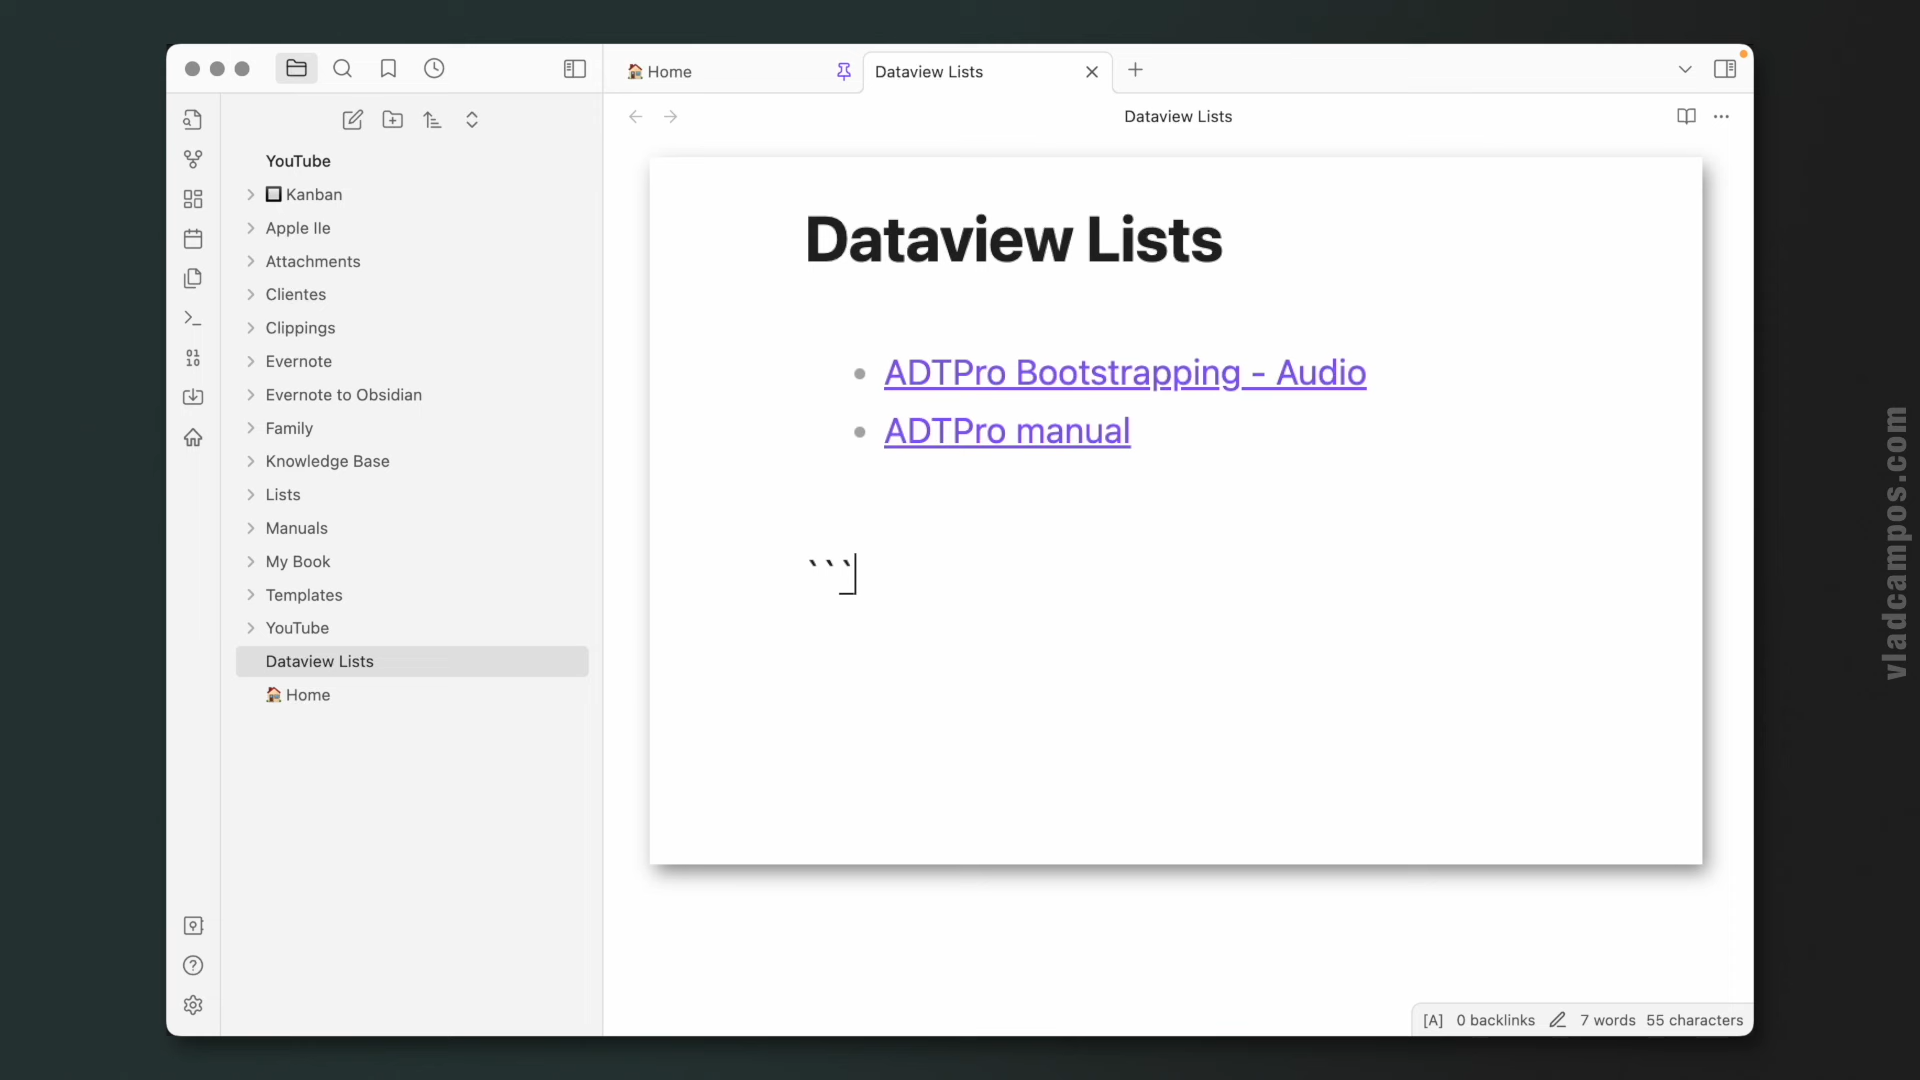 Home
Dataview Lists
Dataview Lists
YouTube
Kanban
Apple IIe
Attachments
Clientes
Clippings
Evernote
Evernote to Obsidian
Family
Knowledge Base
Lists
Manuals
My Book
Templates
YouTube
Dataview Lists
Home
Dataview Lists
ADTPro Bootstrapping - Audio
ADTPro manual
```
[A] 0 backlinks 7 words 55 characters
vladcampos.com